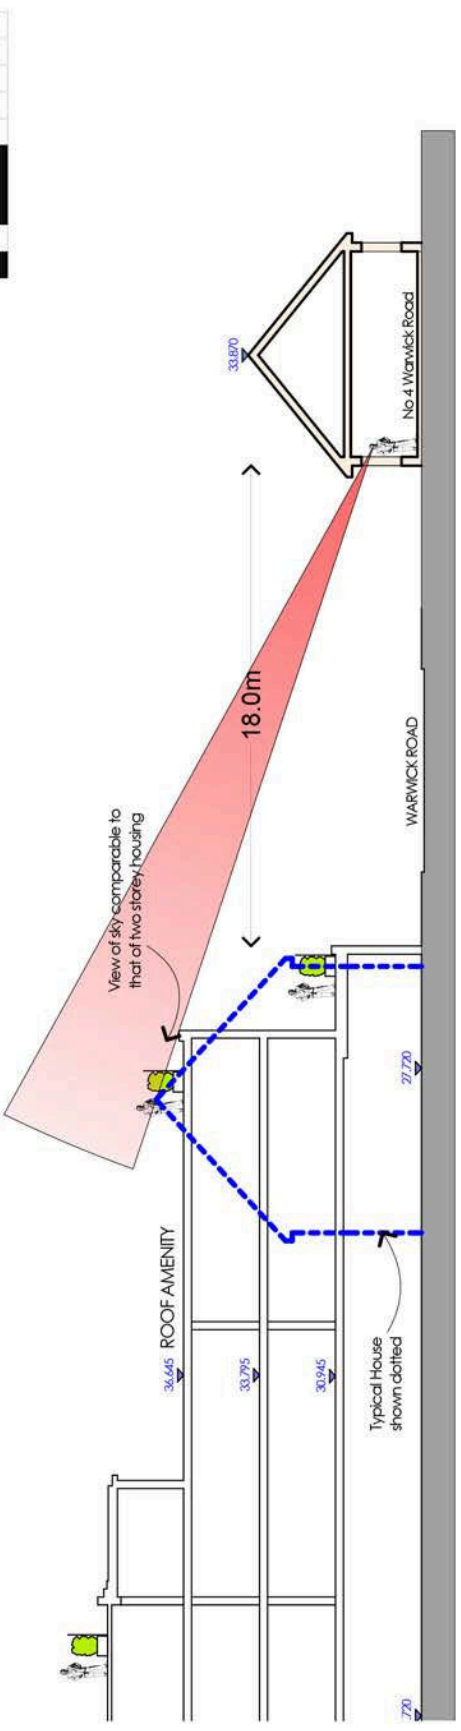 View of sky comparable to
that of two storey housing
33.870
18.0m
No 4 Warwick Road
WARWICK ROAD
ROOF AMENITY
36.645
33.795
30.945
27.720
Typical House
shown dotted
.720